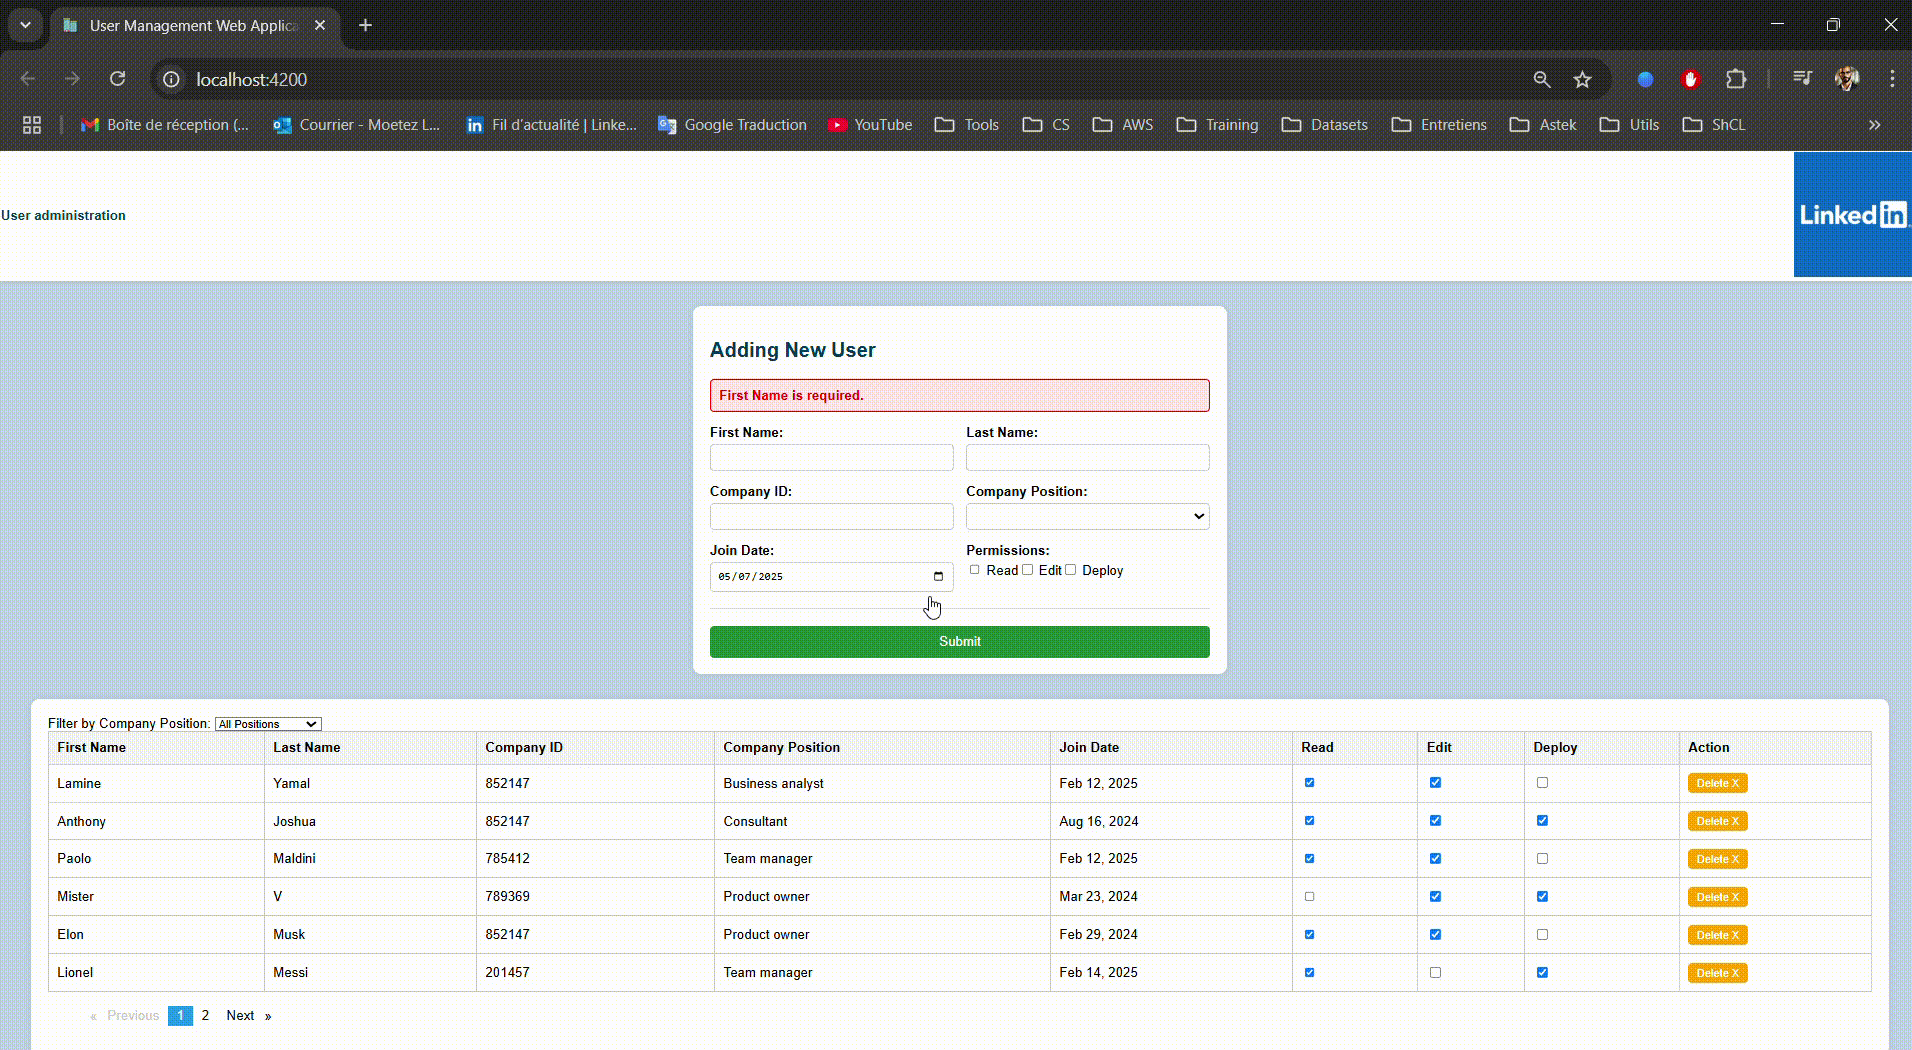 User Management Web Applica
localhost:4200
Boîte de réception (... Courrier - Moetez L... Fil d'actualité | Linke... Google Traduction YouTube Tools CS AWS Training Datasets Entretiens Astek Utils ShCL »
User administration
Linked in
Adding New User
First Name is required.
First Name: Last Name:
Company ID: Company Position:
Join Date: Permissions:
05/07/2025 Read Edit Deploy
Submit
Filter by Company Position: All Positions
First Name Last Name Company ID Company Position Join Date Read Edit Deploy Action
Lamine Yamal 852147 Business analyst Feb 12, 2025 Delete X
Anthony Joshua 852147 Consultant Aug 16, 2024 Delete X
Paolo Maldini 785412 Team manager Feb 12, 2025 Delete X
Mister V 789369 Product owner Mar 23, 2024 Delete X
Elon Musk 852147 Product owner Feb 29, 2024 Delete X
Lionel Messi 201457 Team manager Feb 14, 2025 Delete X
« Previous 1 2 Next »